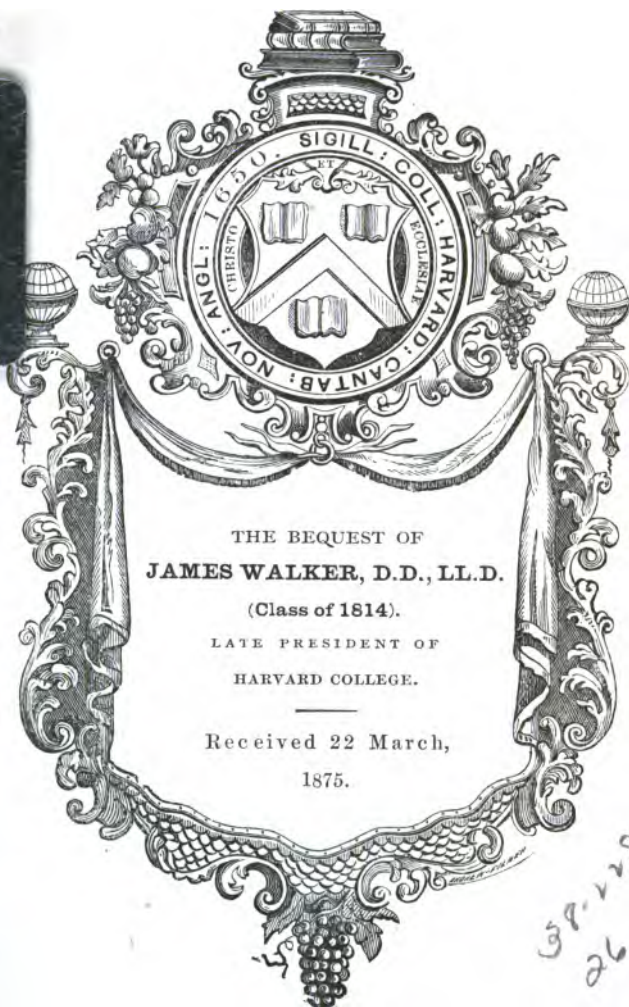 SIGILL: COLL: HARVARD: CANTAB: NOV: ANGL: 1650.
CHRISTO
ET
ECCLESIAE
THE BEQUEST OF
JAMES WALKER, D.D., LL.D.
(Class of 1814).
LATE PRESIDENT OF
HARVARD COLLEGE.
Received 22 March,
1875.
26